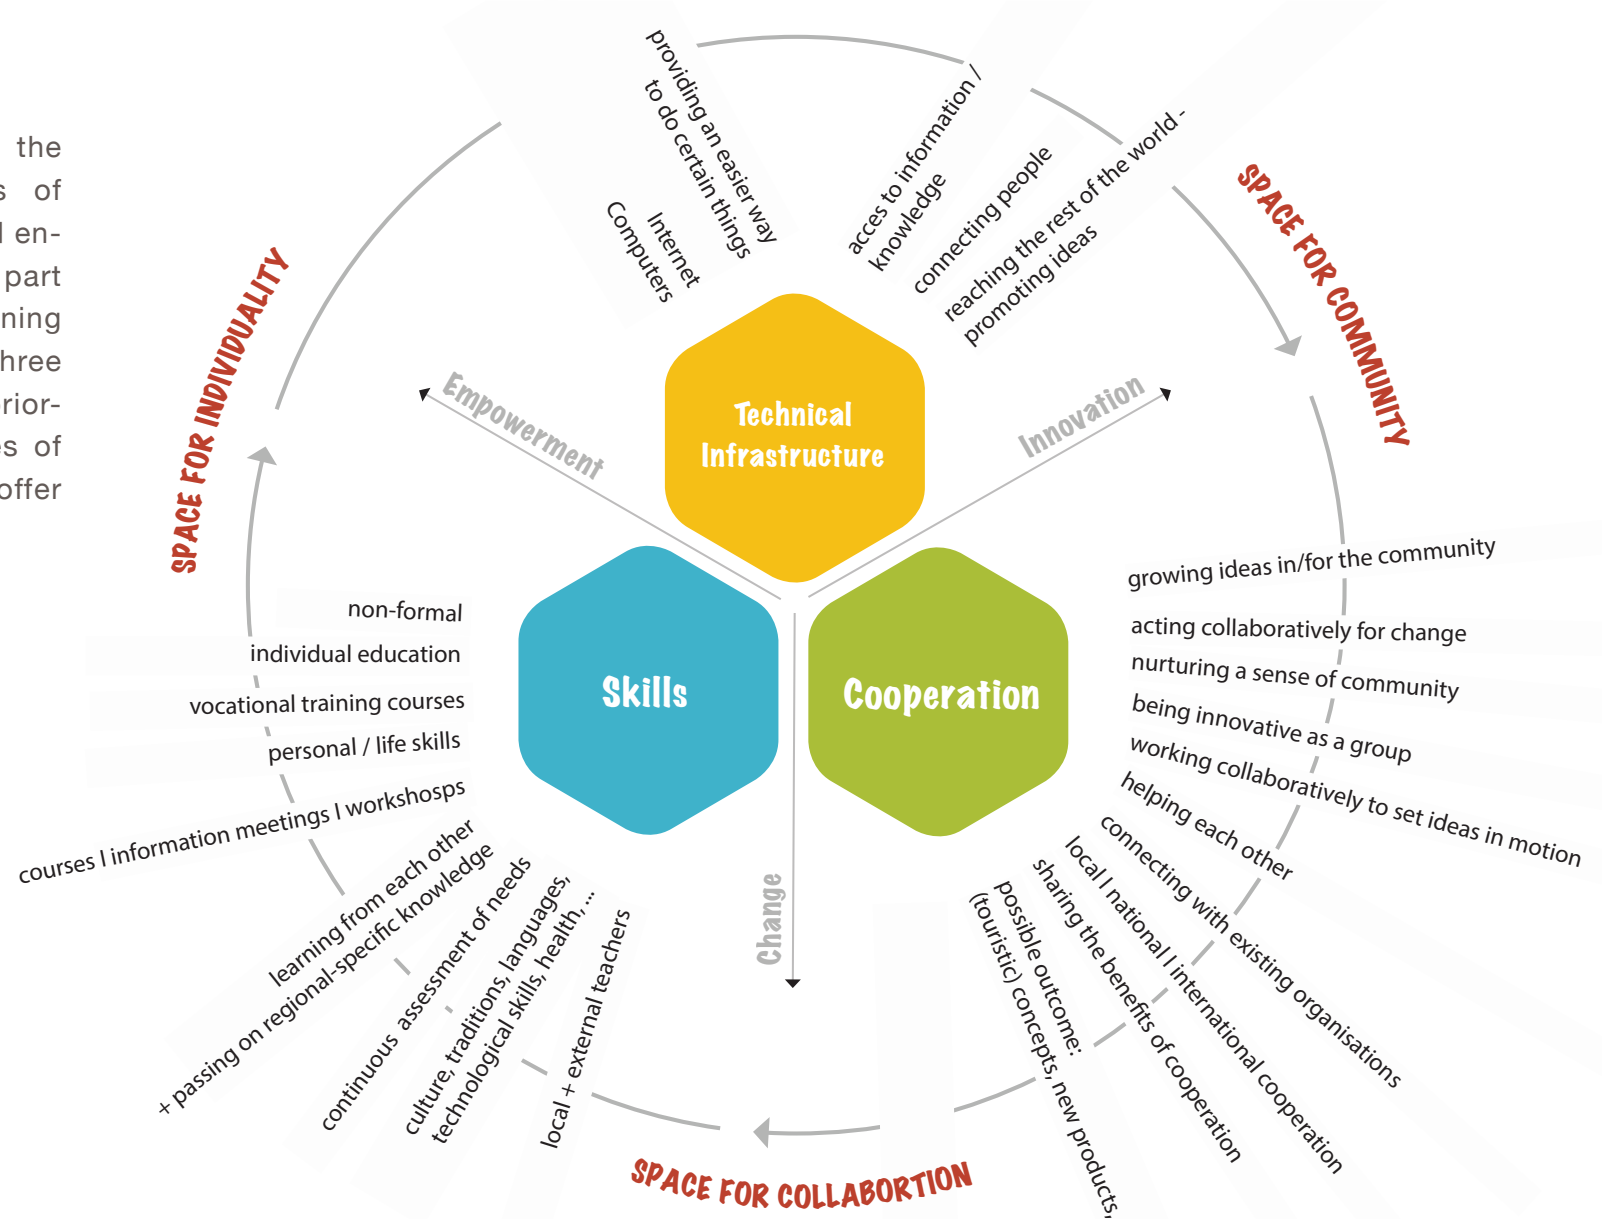 the
s of
l en-
part
ning
hree
rior-
es of
offer
providing an easier way
to do certain things
Internet
Computers
acces to information /
knowledge
connecting people
reaching the rest of the world -
promoting ideas
SPACE FOR INDIVIDUALITY
SPACE FOR COMMUNITY
Empowerment
Innovation
Technical
Infrastructure
Skills
Cooperation
Change
non-formal
individual education
vocational training courses
personal / life skills
courses l information meetings l workshosps
learning from each other
+ passing on regional-specific knowledge
continuous assessment of needs
culture, traditions, languages,
technological skills, health, ...
local + external teachers
growing ideas in/for the community
acting collaboratively for change
nurturing a sense of community
being innovative as a group
working collaboratively to set ideas in motion
helping each other
connecting with existing organisations
local l national l international cooperation
sharing the benefits of cooperation
possible outcome:
(touristic) concepts, new products,
SPACE FOR COLLABORTION